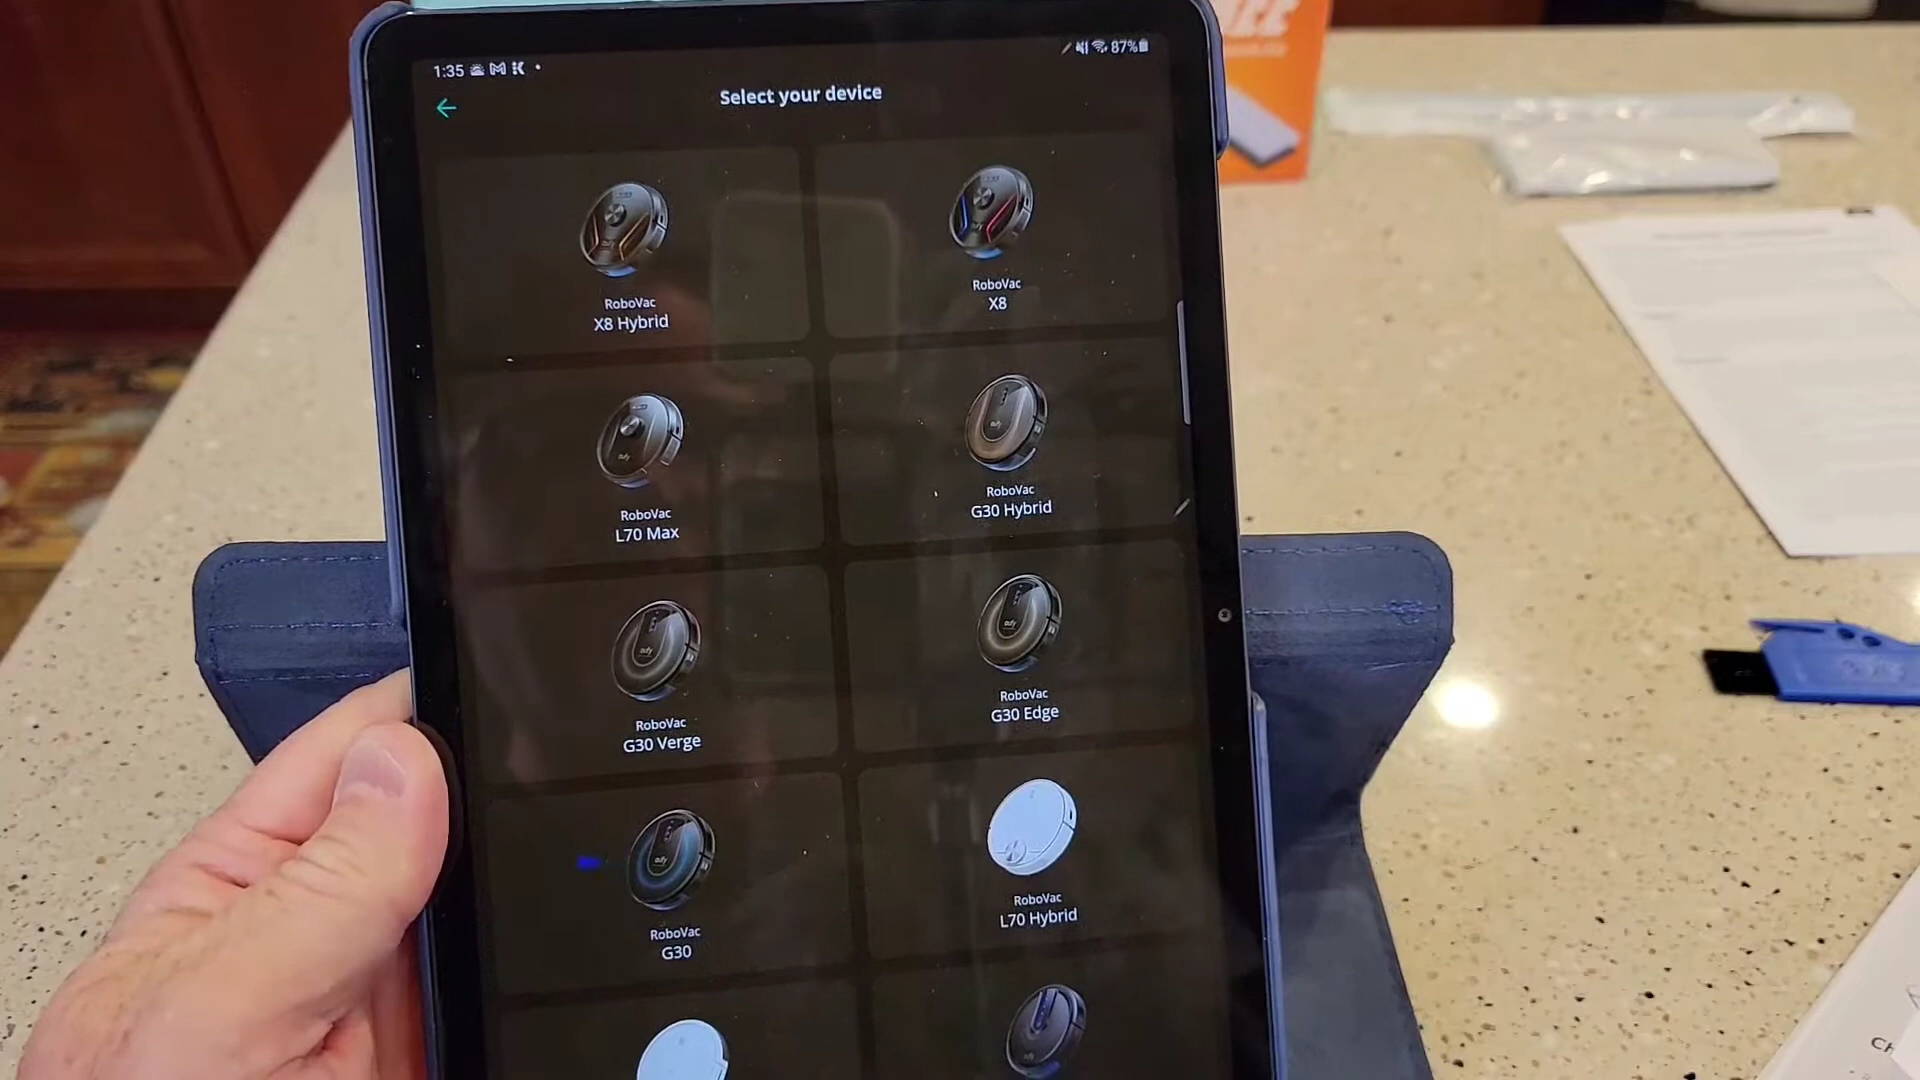 1:35
87%
Select your device
RoboVac
X8 Hybrid
RoboVac
X8
RoboVac
L70 Max
RoboVac
G30 Hybrid
RoboVac
G30 Verge
RoboVac
G30 Edge
RoboVac
G30
RoboVac
L70 Hybrid